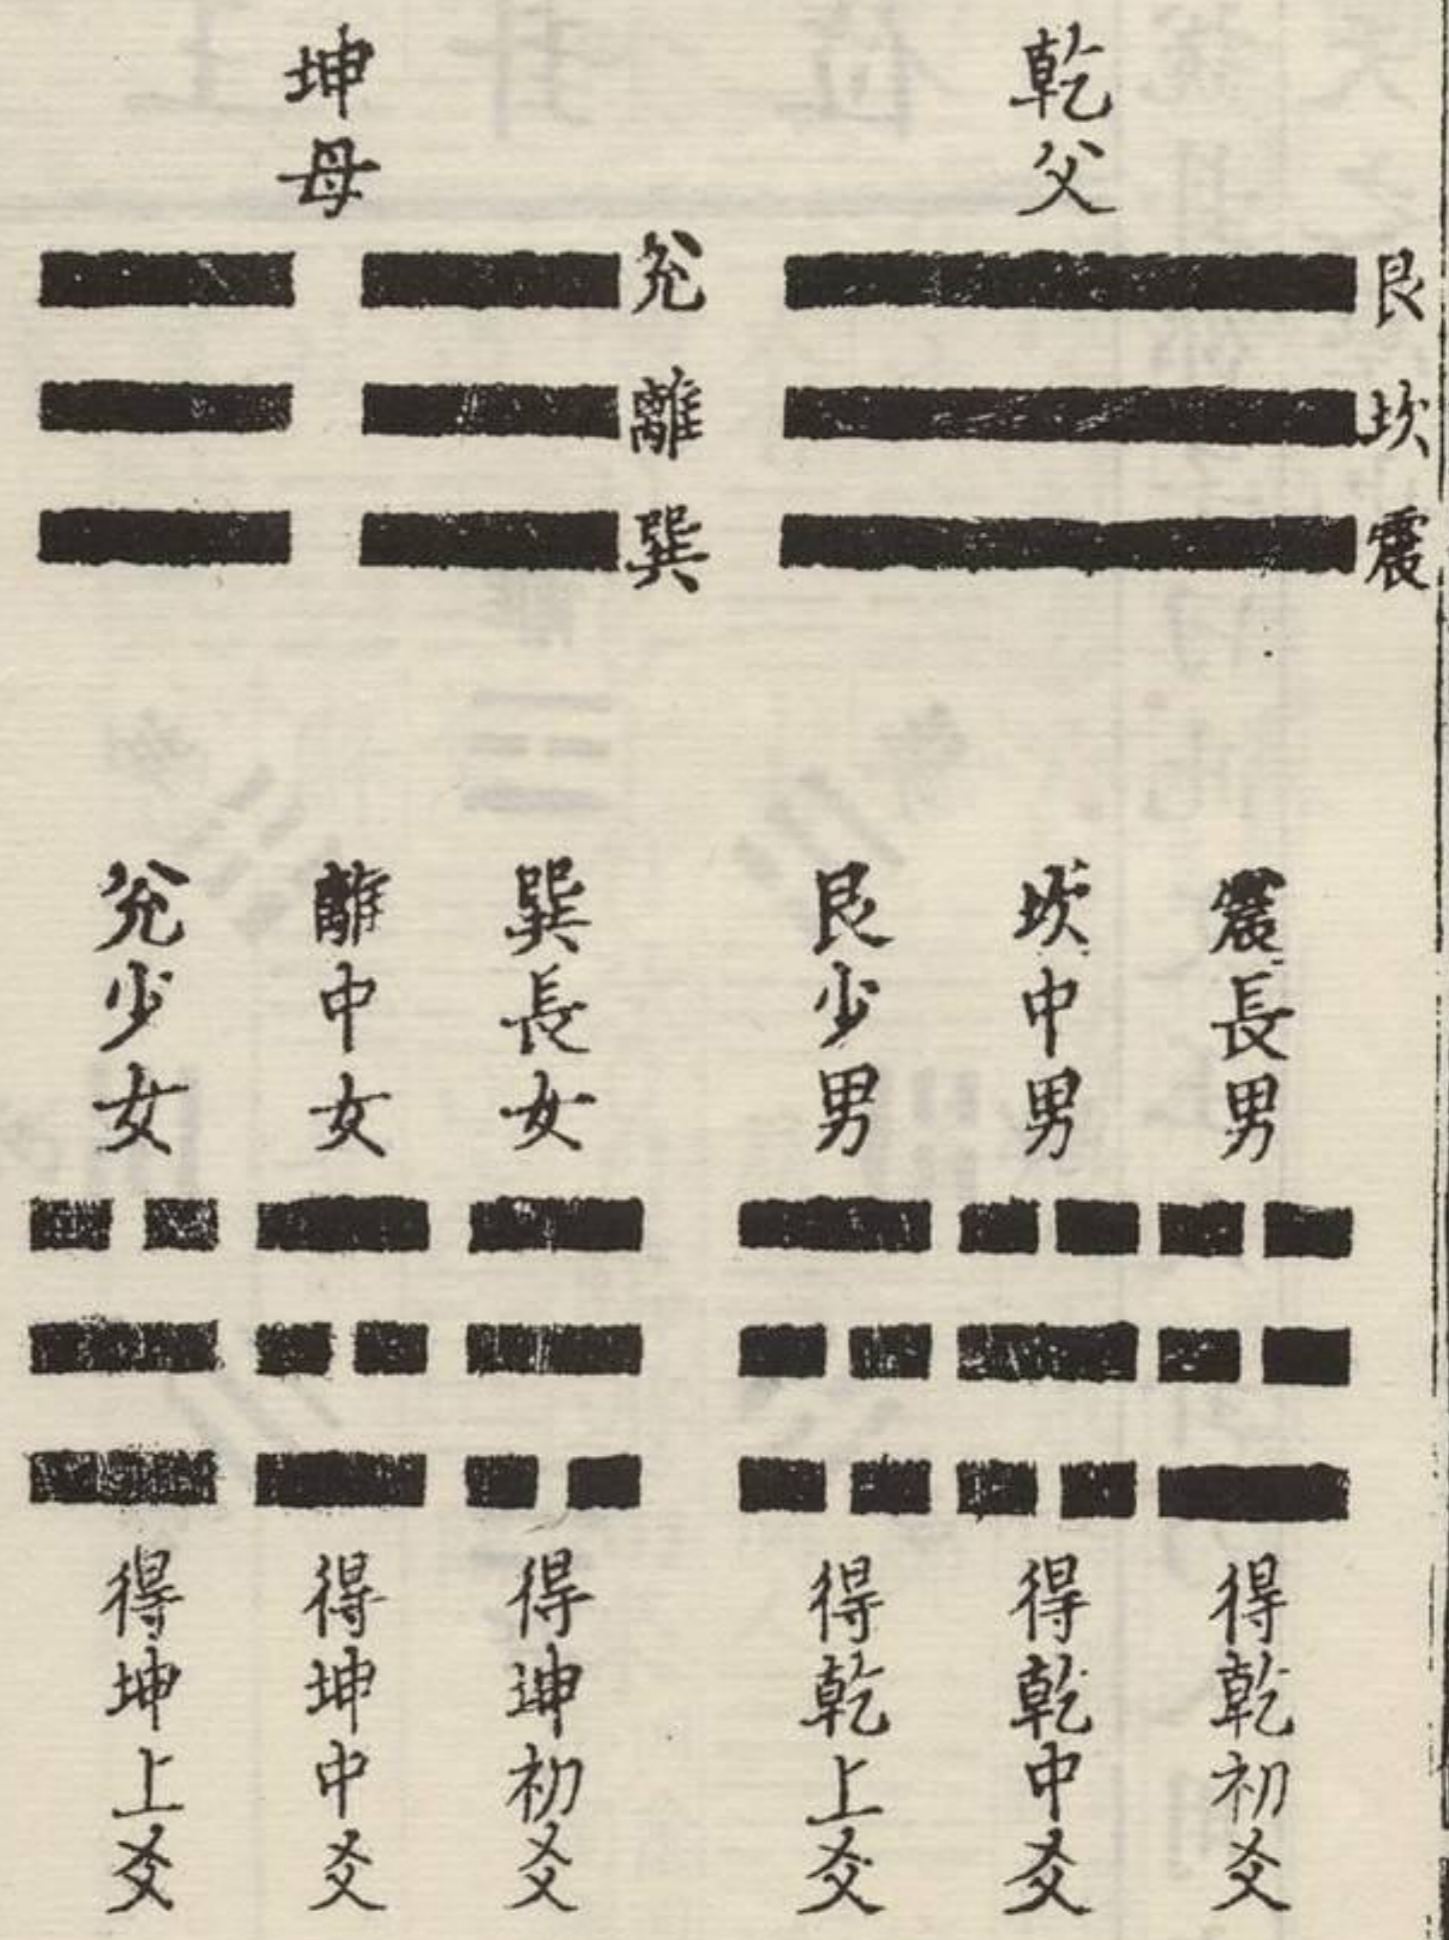 乾父
艮
坎
震
坤母
兊
離
巽
震長男
得乾初爻
坎中男
得乾中爻
艮少男
得乾上爻
巽長女
得坤初爻
離中女
得坤中爻
兊少女
得坤上爻